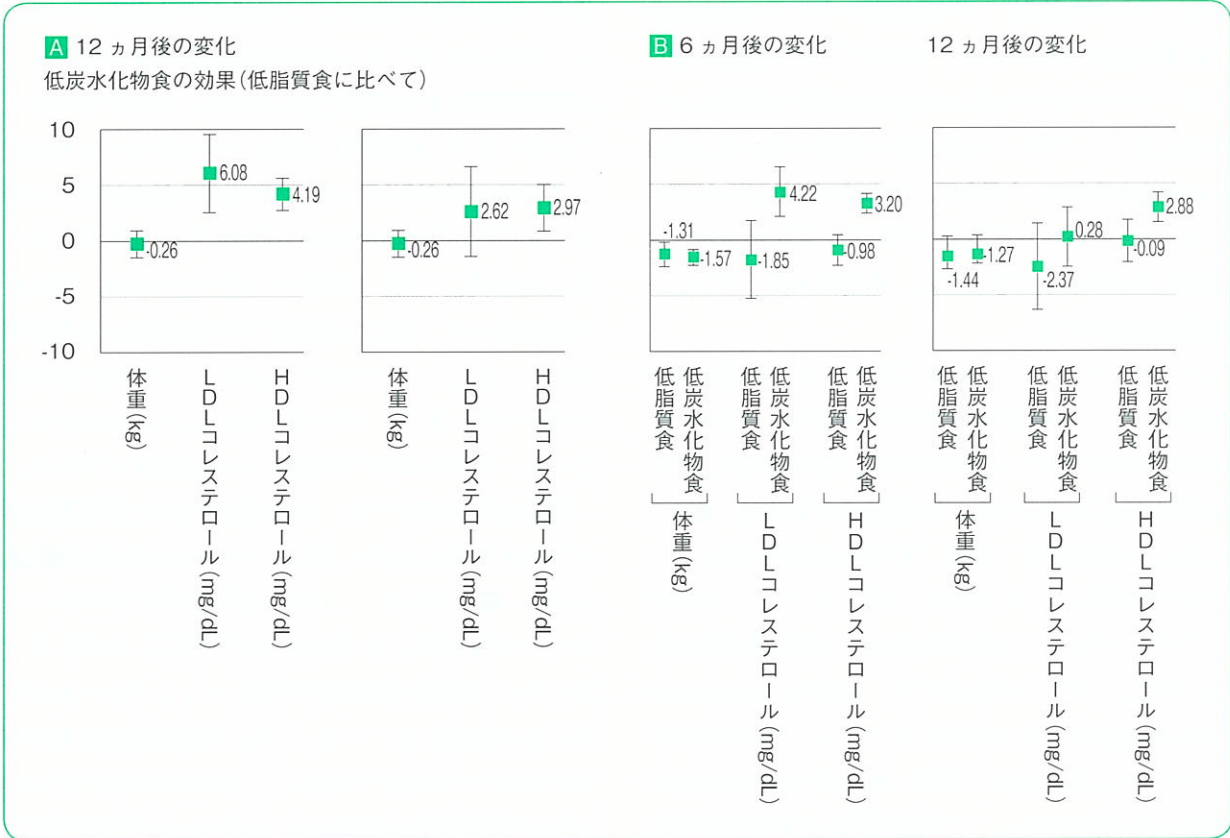 A 12 ヵ月後の変化
低炭水化物食の効果(低脂質食に比べて)
10
5
0
-5
-10
-0.26
6.08
4.19
体重(kg)
LDLコレステロール(mg/dL)
HDLコレステロール(mg/dL)
-0.26
2.62
2.97
体重(kg)
LDLコレステロール(mg/dL)
HDLコレステロール(mg/dL)
B 6 ヵ月後の変化
-1.31
-1.57
-1.85
4.22
-0.98
3.20
低脂質食
低炭水化物食
体重(kg)
低脂質食
低炭水化物食
LDLコレステロール(mg/dL)
低脂質食
低炭水化物食
HDLコレステロール(mg/dL)
12 ヵ月後の変化
-1.44
-1.27
-2.37
0.28
-0.09
2.88
低脂質食
低炭水化物食
体重(kg)
低脂質食
低炭水化物食
LDLコレステロール(mg/dL)
低脂質食
低炭水化物食
HDLコレステロール(mg/dL)